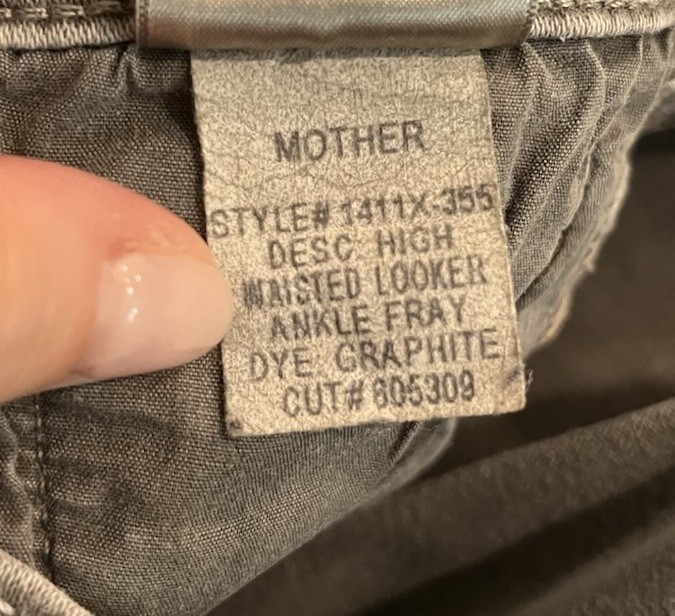 MOTHER
STYLE# 1411X-355
DESC HIGH
WAISTED LOOKER
ANKLE FRAY
DYE GRAPHITE
CUT# 605309